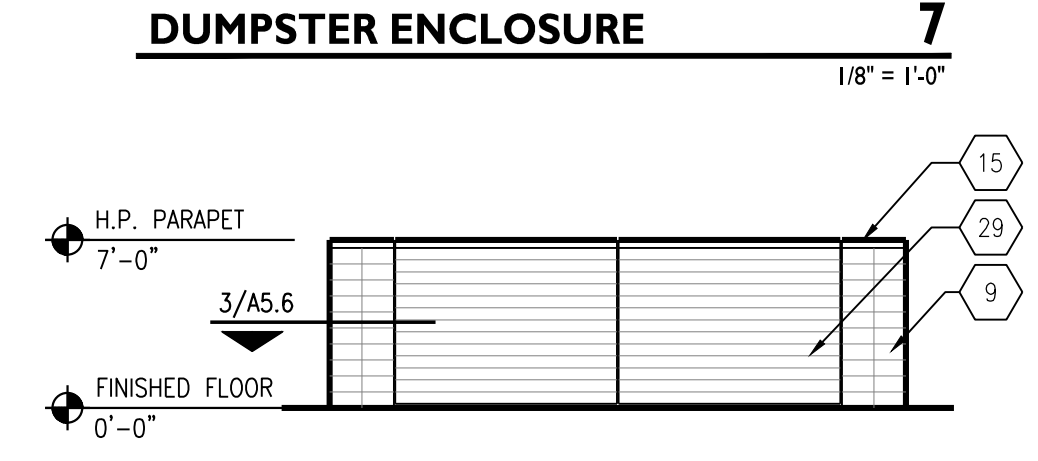 DUMPSTER ENCLOSURE 7
1/8" = 1'-0"
15
H.P. PARAPET
7'-0"
29
9
3/A5.6
FINISHED FLOOR
0'-0"